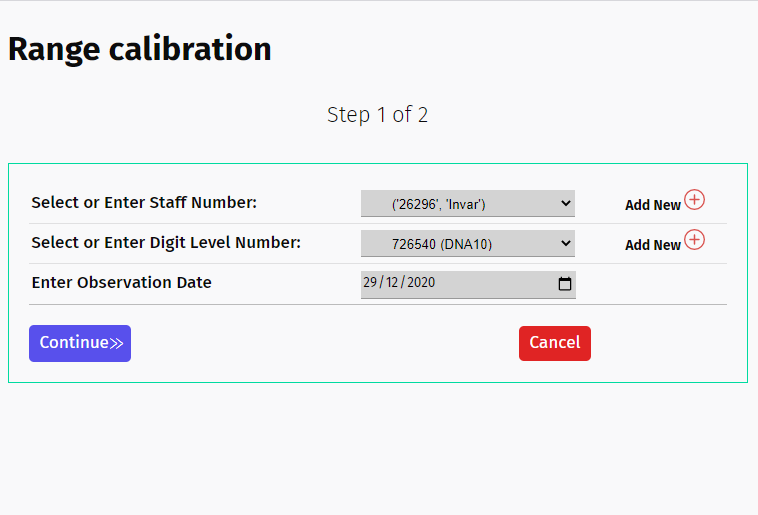 Range calibration
Step 1 of 2
Select or Enter Staff Number: ('26296', 'Invar') Add New
Select or Enter Digit Level Number: 726540 (DNA10) Add New
Enter Observation Date 29/12/2020
Continue Cancel